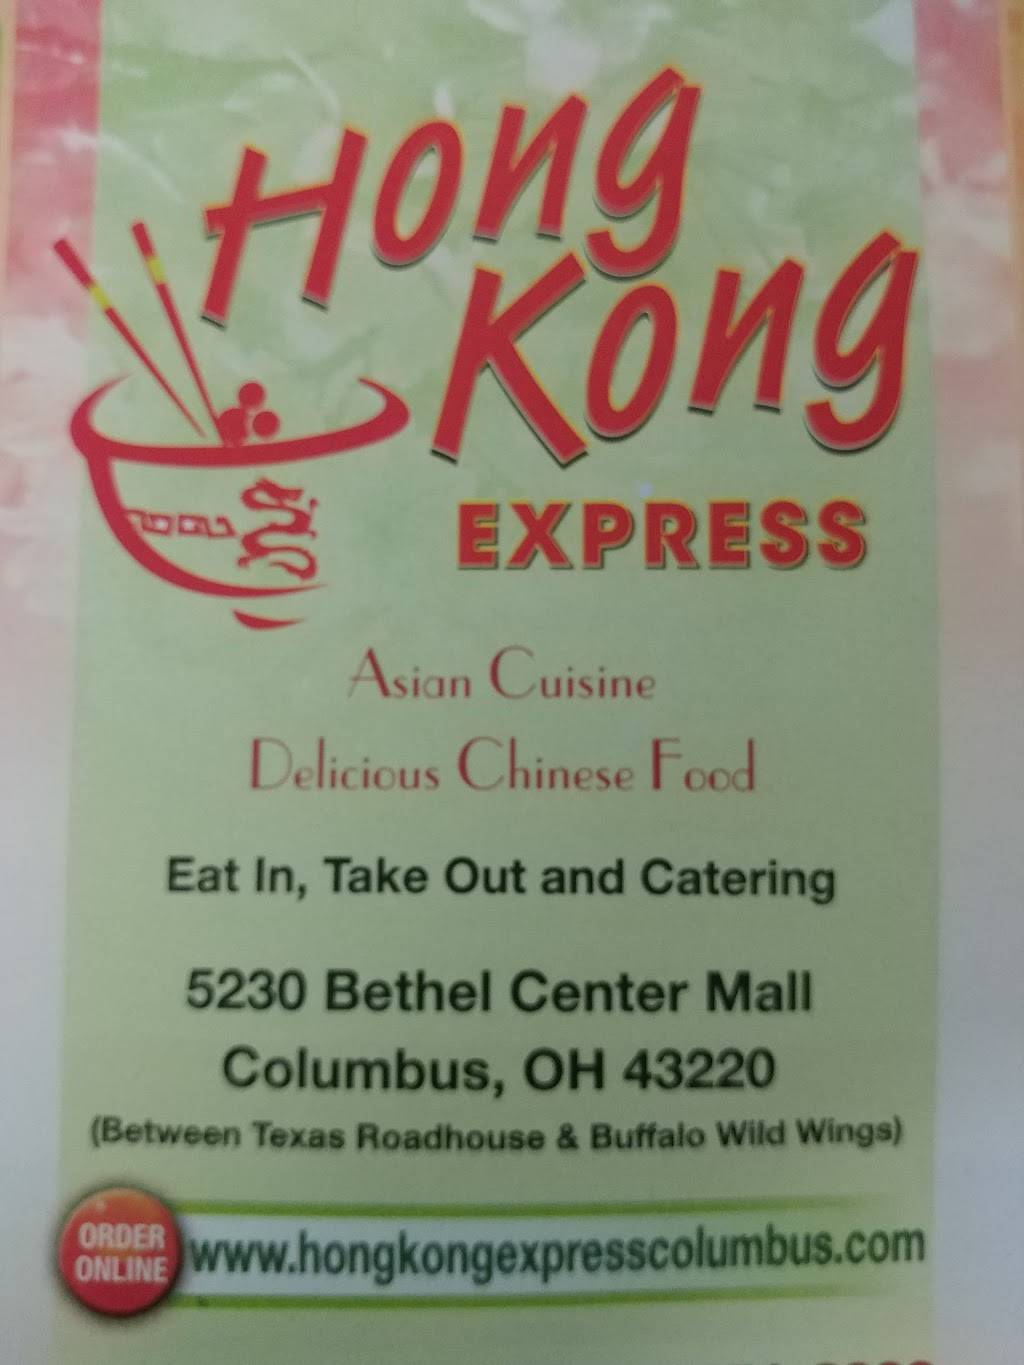 Hong
Kong
EXPRESS
Asian Cuisine
Delicious Chinese Food
Eat In, Take Out and Catering
5230 Bethel Center Mall
Columbus, OH 43220
(Between Texas Roadhouse & Buffalo Wild Wings)
ORDER
ONLINE
www.hongkongexpresscolumbus.com